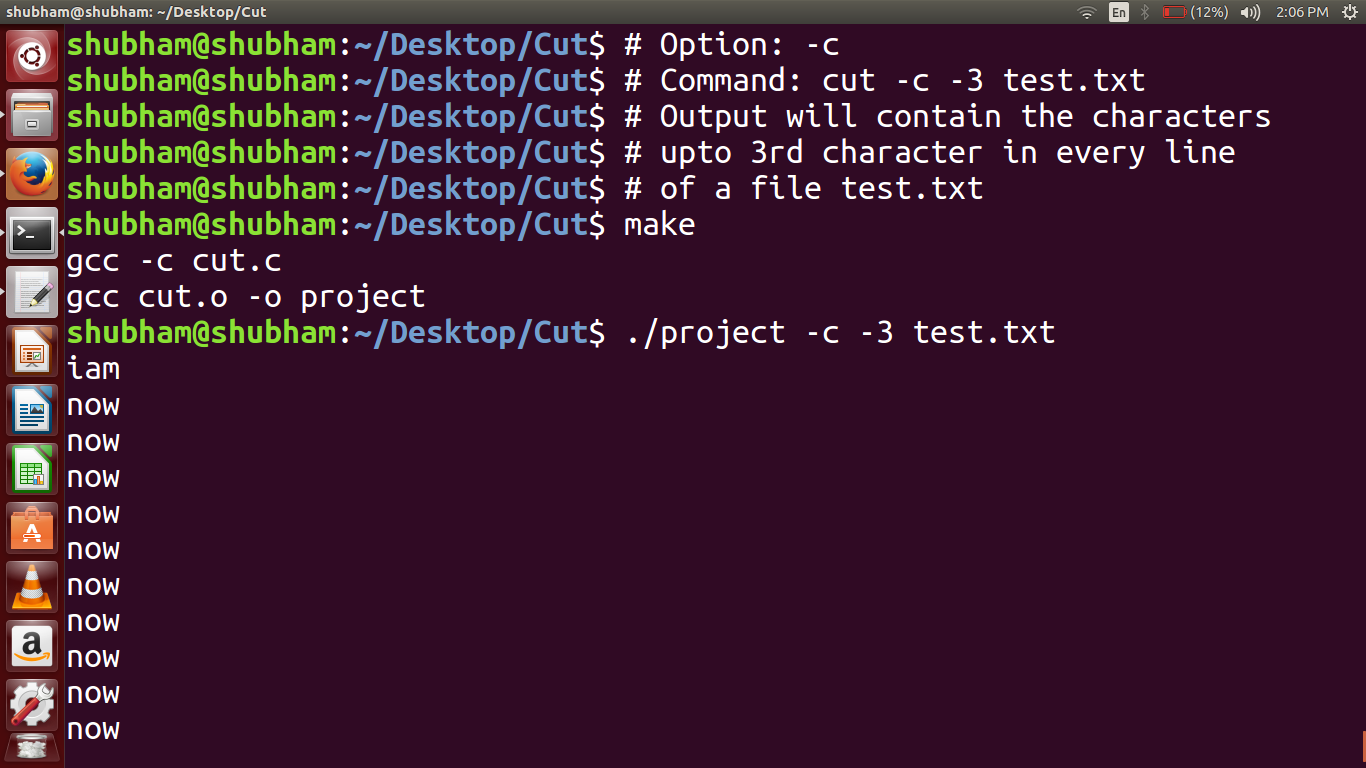 shubham@shubham: ~/Desktop/Cut En (12%) 2:06 PM
shubham@shubham:~/Desktop/Cut$ # Option: -c
shubham@shubham:~/Desktop/Cut$ # Command: cut -c -3 test.txt
shubham@shubham:~/Desktop/Cut$ # Output will contain the characters
shubham@shubham:~/Desktop/Cut$ # upto 3rd character in every line
shubham@shubham:~/Desktop/Cut$ # of a file test.txt
shubham@shubham:~/Desktop/Cut$ make
gcc -c cut.c
gcc cut.o -o project
shubham@shubham:~/Desktop/Cut$ ./project -c -3 test.txt
iam
now
now
now
now
now
now
now
now
now
now